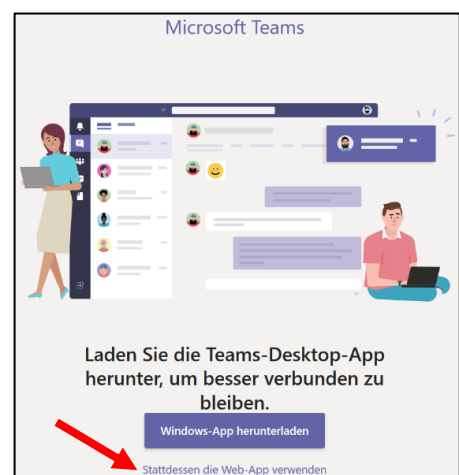 Microsoft Teams
Laden Sie die Teams-Desktop-App
herunter, um besser verbunden zu
bleiben.
Windows-App herunterladen
Stattdessen die Web-App verwenden